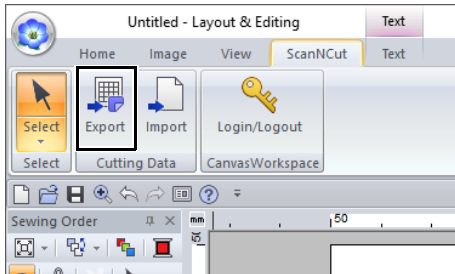 Untitled - Layout & Editing
Text
Home
Image
View
ScanNCut
Text
Select
Export
Import
Login/Logout
Select
Cutting Data
CanvasWorkspace
Sewing Order
mm
50